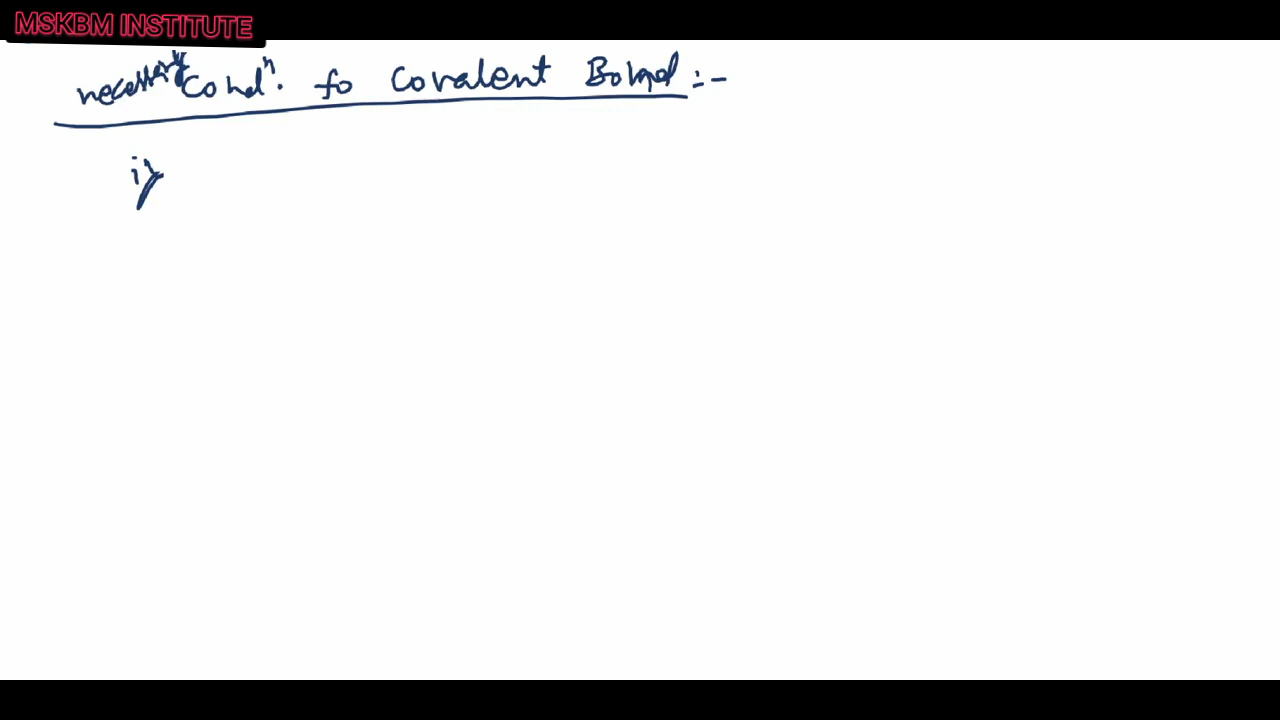 MSKBM INSTITUTE
necessary Condⁿ. fo Covalent Bond :-
i>